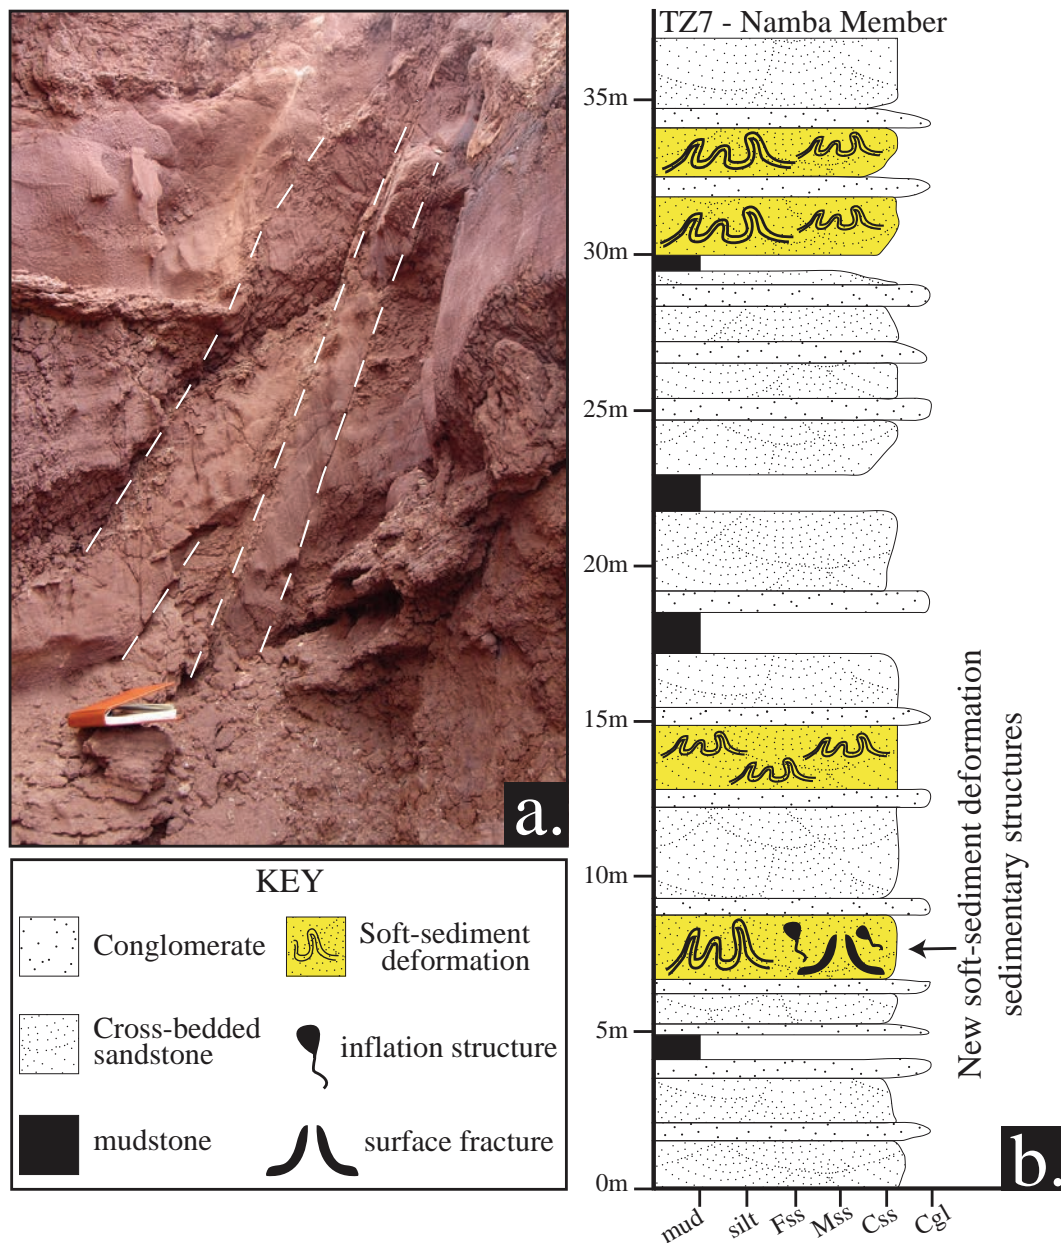 a.
KEY
Conglomerate
Soft-sediment
deformation
Cross-bedded
sandstone
inflation structure
mudstone
surface fracture
TZ7 - Namba Member
35m
30m
25m
20m
15m
10m
5m
0m
mud
silt
Fss
Mss
Css
Cgl
New soft-sediment deformation
sedimentary structures
b.